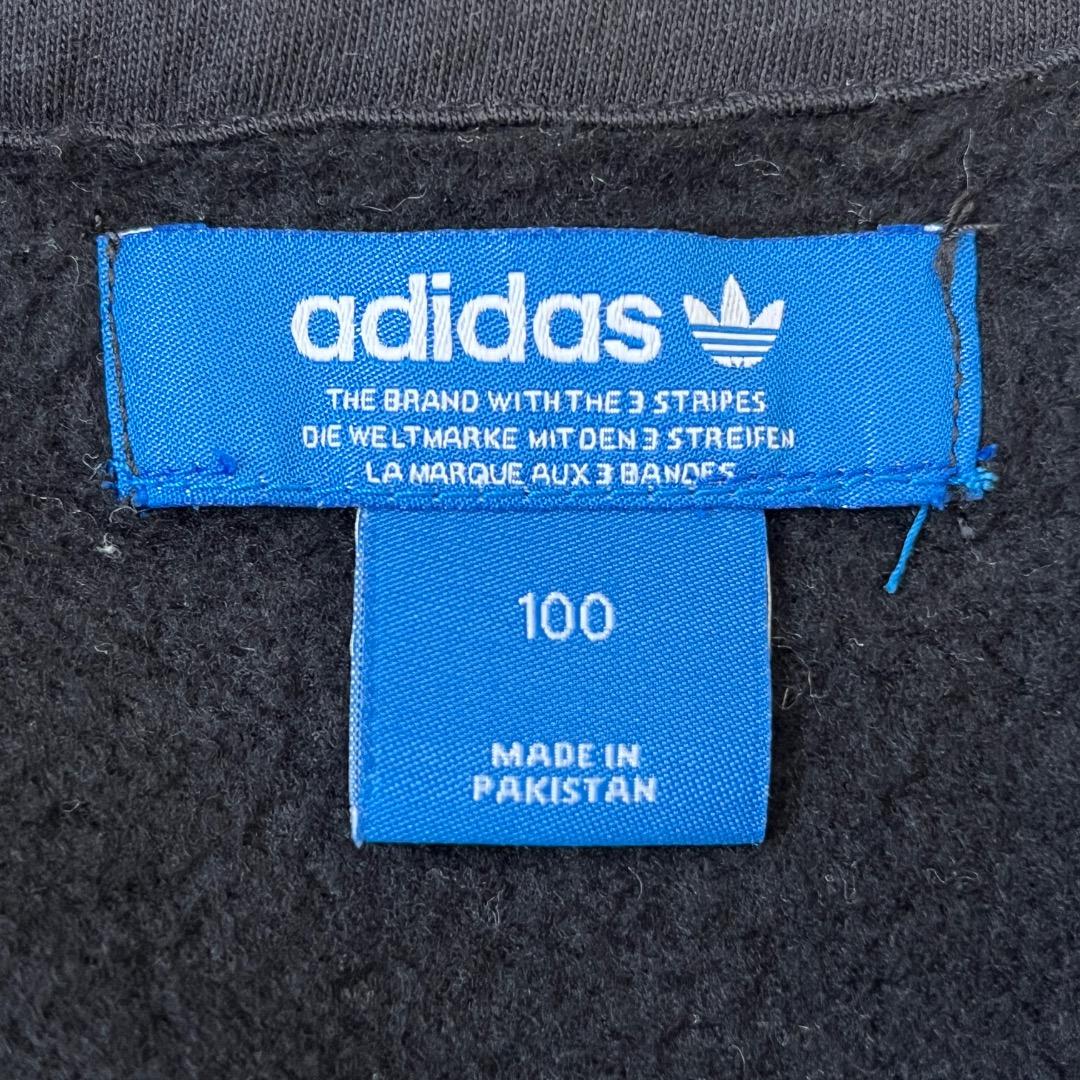 adidas
THE BRAND WITH THE 3 STRIPES
DIE WELTMARKE MIT DEN 3 STREIFEN
LA MARQUE AUX 3 BANDES
100
MADE IN
PAKISTAN